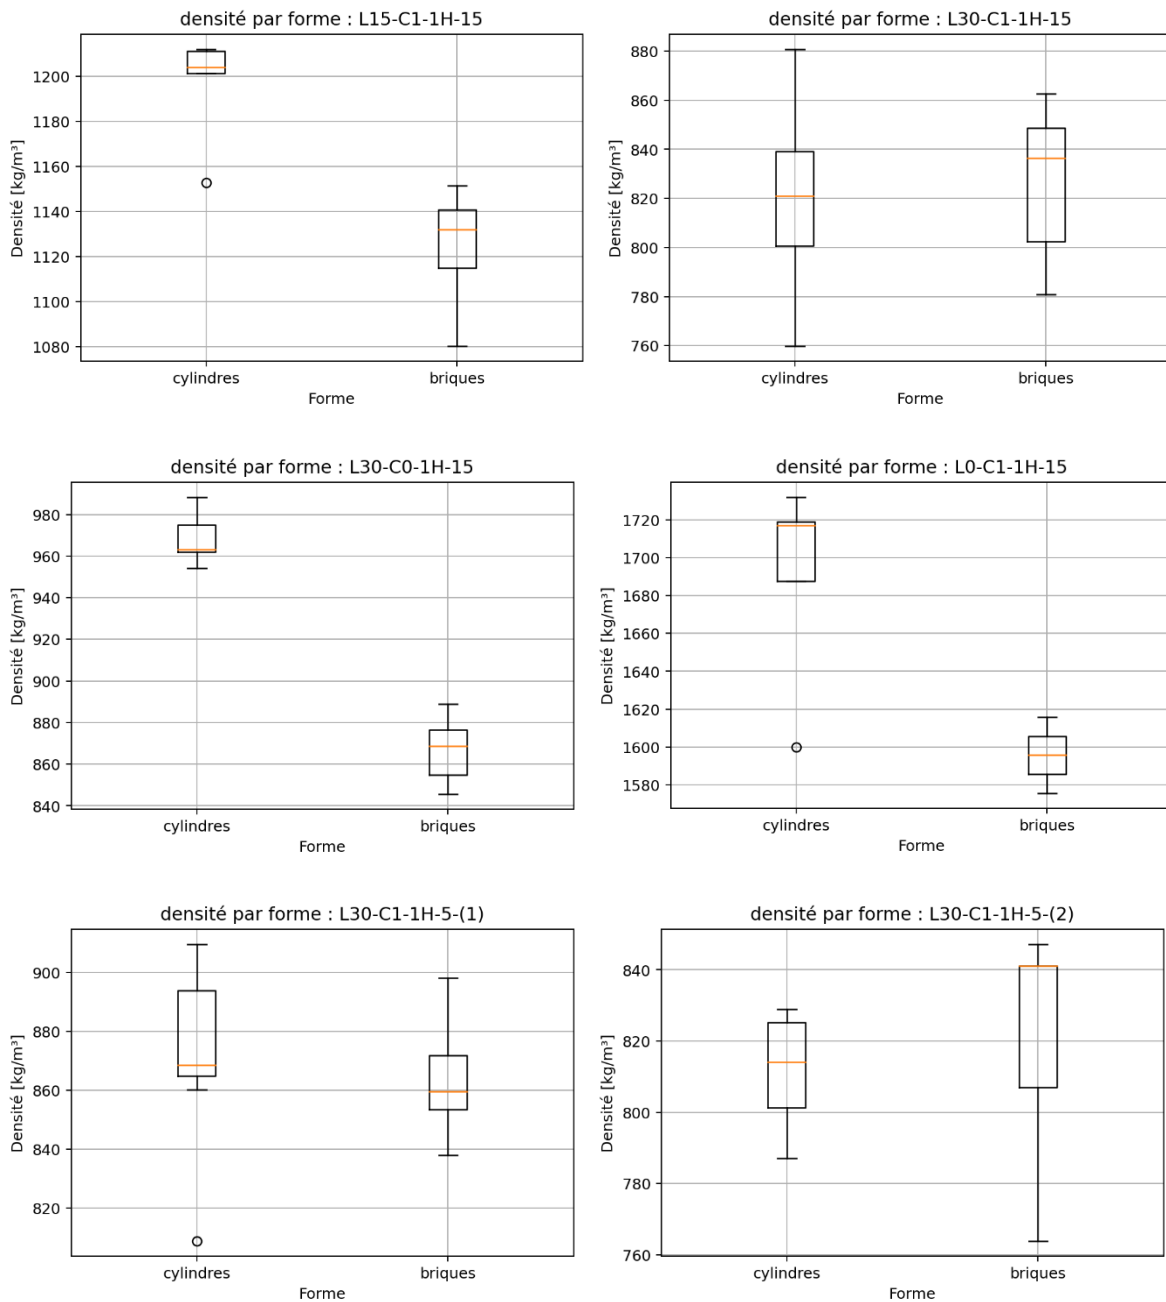 densité par forme : L15-C1-1H-15
Densité [kg/m³]
1200
1180
1160
1140
1120
1100
1080
cylindres
briques
Forme
densité par forme : L30-C1-1H-15
Densité [kg/m³]
880
860
840
820
800
780
760
cylindres
briques
Forme
densité par forme : L30-C0-1H-15
Densité [kg/m³]
980
960
940
920
900
880
860
840
cylindres
briques
Forme
densité par forme : L0-C1-1H-15
Densité [kg/m³]
1720
1700
1680
1660
1640
1620
1600
1580
cylindres
briques
Forme
densité par forme : L30-C1-1H-5-(1)
Densité [kg/m³]
900
880
860
840
820
cylindres
briques
Forme
densité par forme : L30-C1-1H-5-(2)
Densité [kg/m³]
840
820
800
780
760
cylindres
briques
Forme